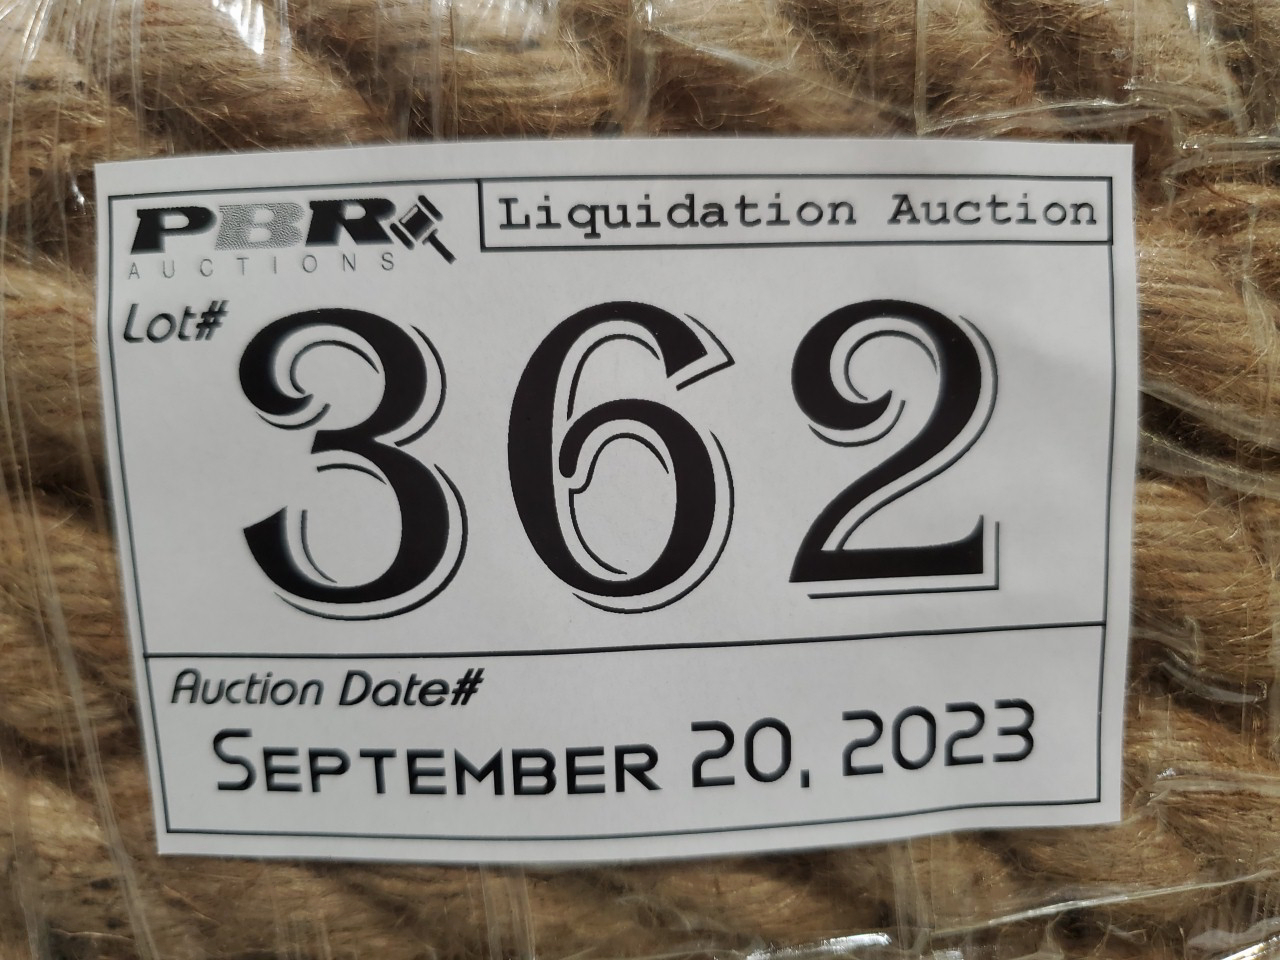 PBR
AUCTIONS
Liquidation Auction
Lot#
362
Auction Date#
SEPTEMBER 20, 2023